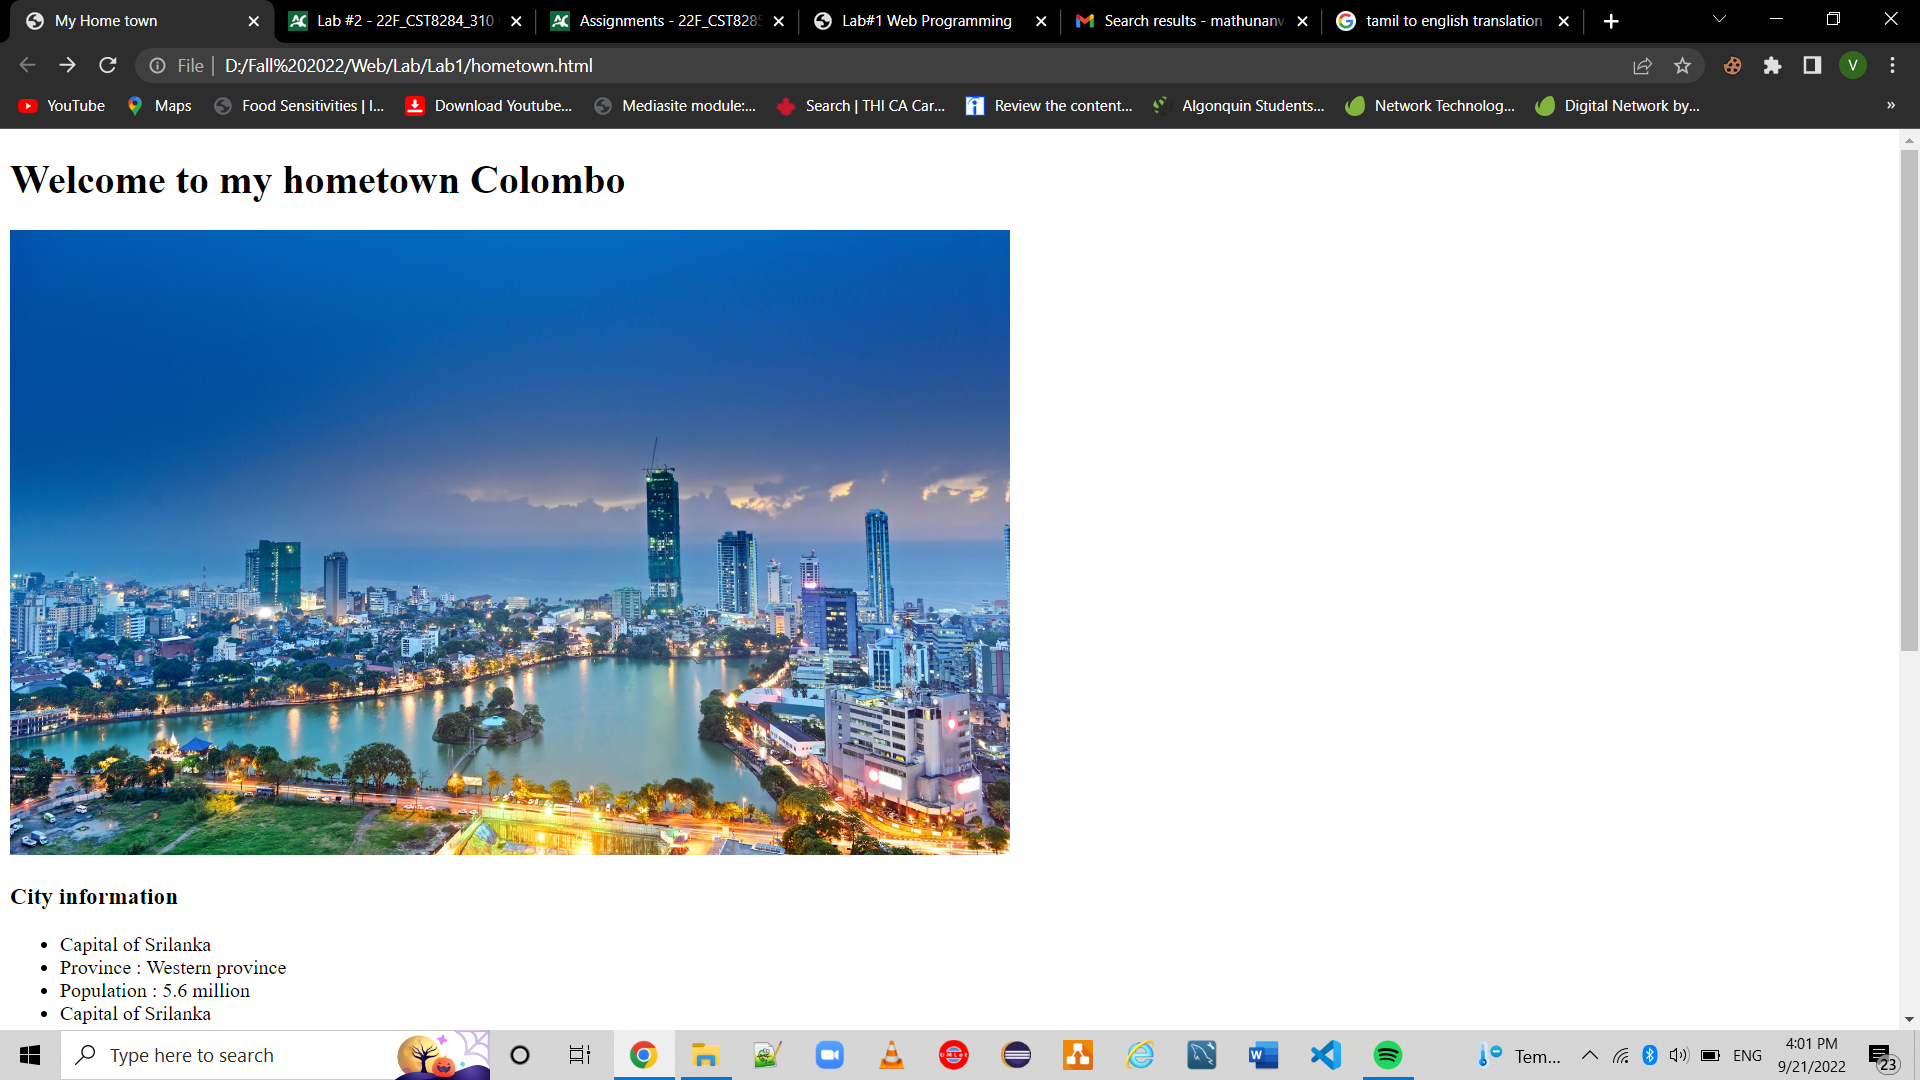 My Home town
Lab #2 - 22F_CST8284_310
Assignments - 22F_CST828
Lab#1 Web Programming
Search results - mathunan
tamil to english translation
File
D:/Fall%202022/Web/Lab/Lab1/hometown.html
V
YouTube
Maps
Food Sensitivities | I...
Download Youtube...
Mediasite module:...
Search | THI CA Car...
Review the content...
Algonquin Students...
Network Technolog...
Digital Network by...
»
Welcome to my hometown Colombo
City information
Capital of Srilanka
Province : Western province
Population : 5.6 million
Capital of Srilanka
Type here to search
Tem...
ENG
4:01 PM
9/21/2022
23